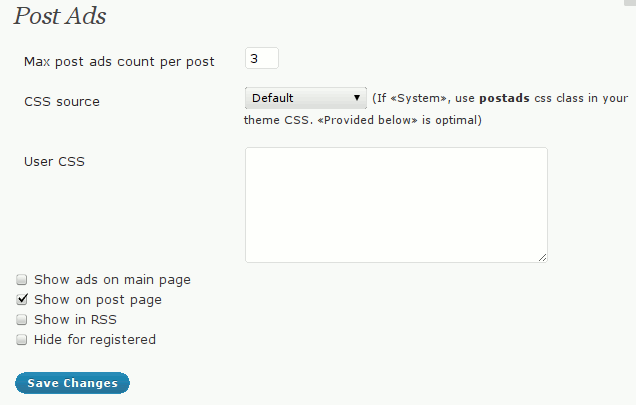 Post Ads
Max post ads count per post 3
CSS source Default (If «System», use postads css class in your
theme CSS. «Provided below» is optimal)
User CSS
Show ads on main page
Show on post page
Show in RSS
Hide for registered
Save Changes